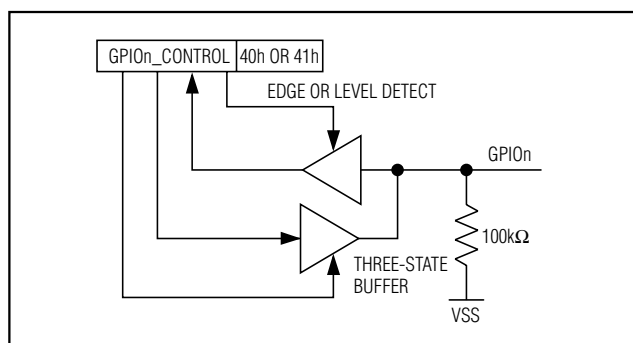 GPIOn_CONTROL 40h OR 41h
EDGE OR LEVEL DETECT
GPIOn
100kΩ
THREE-STATE
BUFFER
VSS